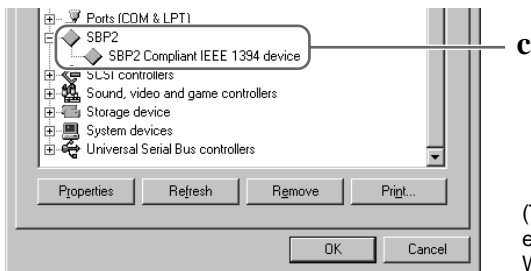 Ports (COM & LPT)
SBP2
SBP2 Compliant IEEE 1394 device
SCSI controllers
Sound, video and game controllers
Storage device
System devices
Universal Serial Bus controllers
c
Properties Refresh Remove Print...
OK Cancel